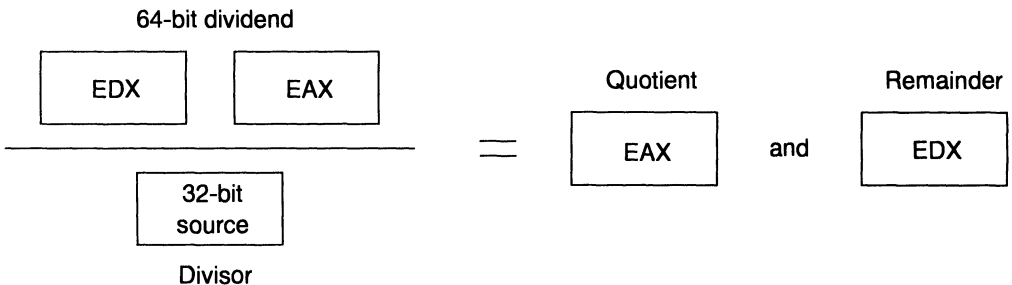 64-bit dividend
EDX
EAX
32-bit
source
Divisor
=
Quotient
EAX
and
Remainder
EDX